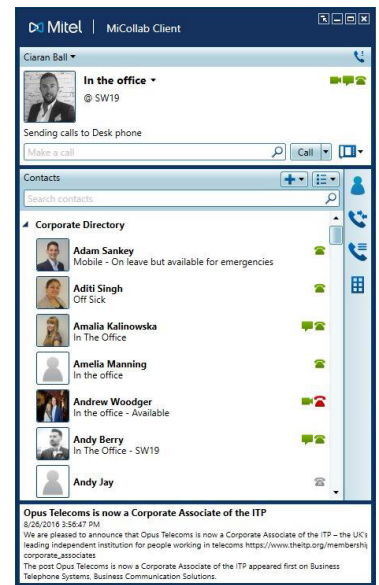 Mitel | MiCollab Client
Ciaran Ball
In the office
@ SW19
Sending calls to Desk phone
Make a call
Call
Contacts
Search contacts
Corporate Directory
Adam Sankey
Mobile - On leave but available for emergencies
Aditi Singh
Off Sick
Amalia Kalinowska
In The Office
Amelia Manning
In the office
Andrew Woodger
In the office - Available
Andy Berry
In The Office - SW19
Andy Jay
Opus Telecoms is now a Corporate Associate of the ITP
8/26/2016 3:56:47 PM
We are pleased to announce that Opus Telecoms is now a Corporate Associate of the ITP – the UK's
leading independent institution for people working in telecoms https://www.theitp.org/membership
corporate_associates
The post Opus Telecoms is now a Corporate Associate of the ITP appeared first on Business
Telephone Systems, Business Communication Solutions.